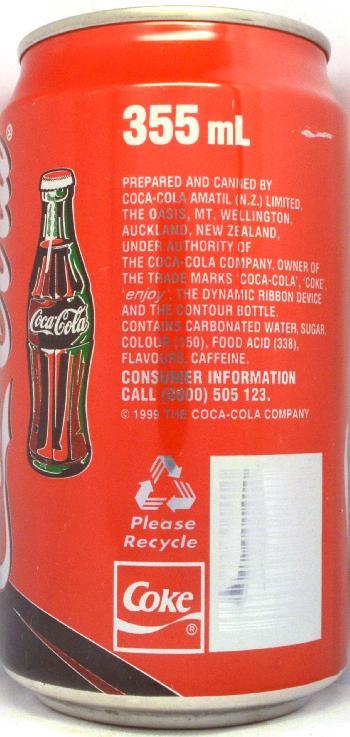 355 mL
PREPARED AND CANNED BY
COCA-COLA AMATIL (N.Z.) LIMITED,
THE OASIS, MT. WELLINGTON,
AUCKLAND, NEW ZEALAND,
UNDER AUTHORITY OF
THE COCA-COLA COMPANY, OWNER OF
THE TRADE MARKS 'COCA-COLA', 'COKE',
'enjoy', THE DYNAMIC RIBBON DEVICE
AND THE CONTOUR BOTTLE.
CONTAINS CARBONATED WATER, SUGAR,
COLOUR (150), FOOD ACID (338),
FLAVOURS, CAFFEINE.
CONSUMER INFORMATION
CALL (0800) 505 123.
© 1999 THE COCA-COLA COMPANY
Coca-Cola
Please
Recycle
Coke
®